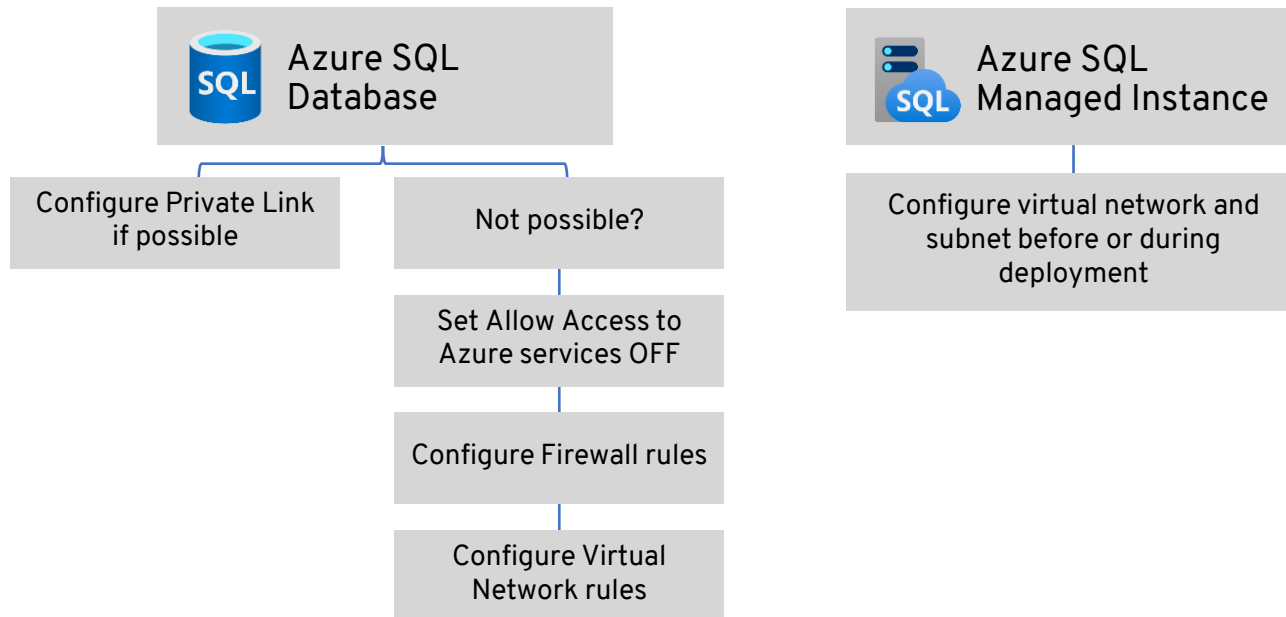 SQL
Azure SQL
Database
Configure Private Link
if possible
Not possible?
Set Allow Access to
Azure services OFF
Configure Firewall rules
Configure Virtual
Network rules
SQL
Azure SQL
Managed Instance
Configure virtual network and
subnet before or during
deployment